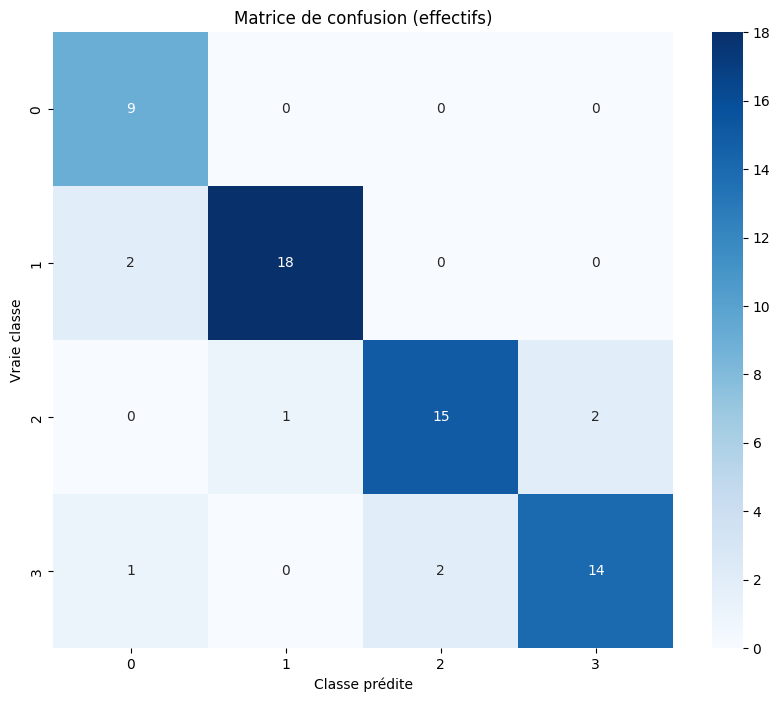 Matrice de confusion (effectifs)
0 9 0 0 0
1 2 18 0 0
2 0 1 15 2
3 1 0 2 14
0 1 2 3
Classe prédite
Vraie classe
18
16
14
12
10
8
6
4
2
0